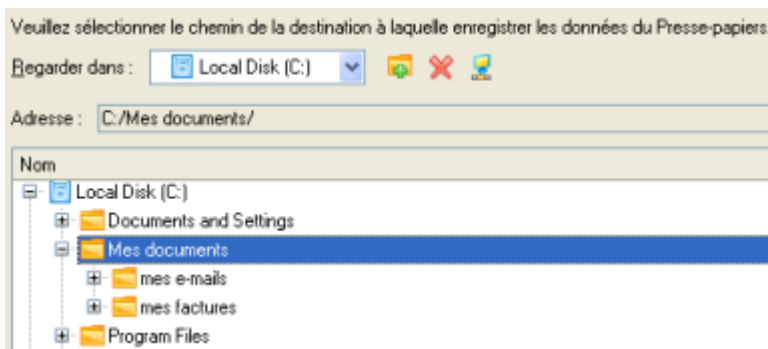 Veuillez sélectionner le chemin de la destination à laquelle enregistrer les données du Presse-papiers
Regarder dans : Local Disk (C:)
Adresse : C:/Mes documents/
Nom
Local Disk (C:)
Documents and Settings
Mes documents
mes e-mails
mes factures
Program Files